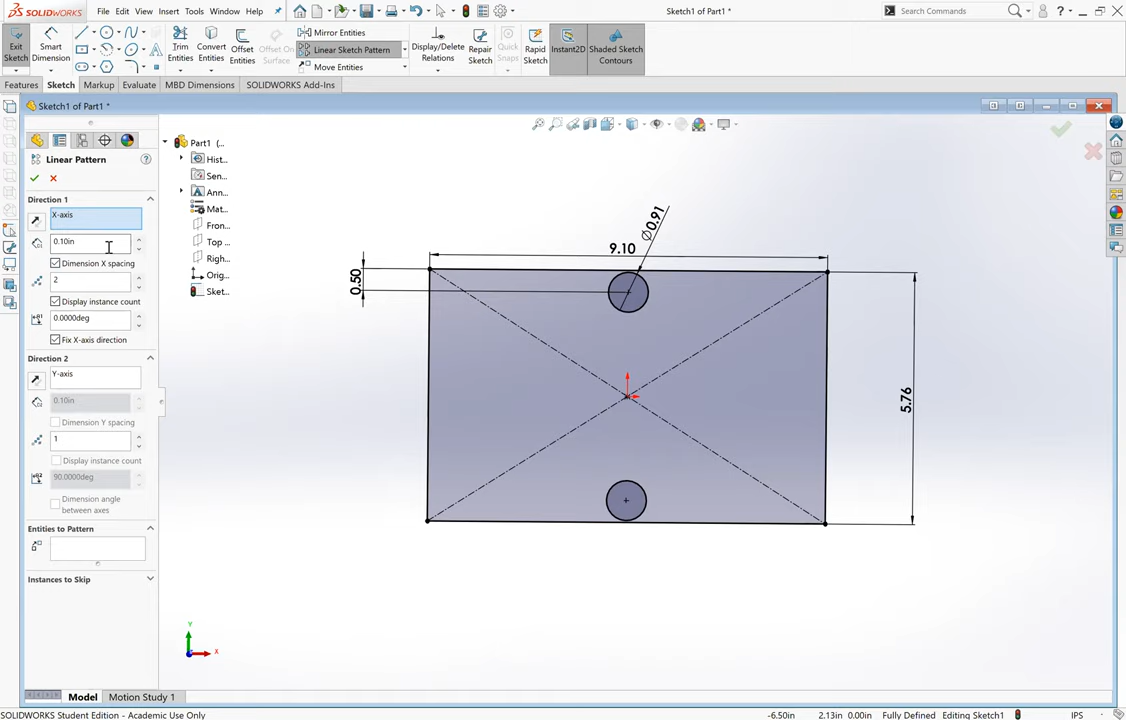 SOLIDWORKS File Edit View Insert Tools Window Sketch1 of Part1 * Search Commands
Exit Sketch
Smart Dimension
Trim Entities
Convert Entities
Offset Entities
Offset On Surface
Mirror Entities
Linear Sketch Pattern
Move Entities
Display/Delete Relations
Repair Sketch
Quick Snaps
Rapid Sketch
Instant2D
Shaded Sketch Contours
Features Sketch Markup Evaluate MBD Dimensions SOLIDWORKS Add-Ins
Sketch1 of Part1 *
Linear Pattern
Direction 1
X-axis
0.10in
Dimension X spacing
2
Display instance count
0.0000deg
Fix X-axis direction
Direction 2
Y-axis
0.10in
Dimension Y spacing
1
Display instance count
90.0000deg
Dimension angle
between axes
Entities to Pattern
Instances to Skip
Part1 (...
Hist...
Sen...
Ann...
Mat...
Fron...
Top ...
Righ...
Orig...
Sket...
Ø0.91
9.10
0.50
5.76
Y
X
Model Motion Study 1
SOLIDWORKS Student Edition - Academic Use Only -6.50in 2.13in 0.00in Fully Defined Editing Sketch1 IPS